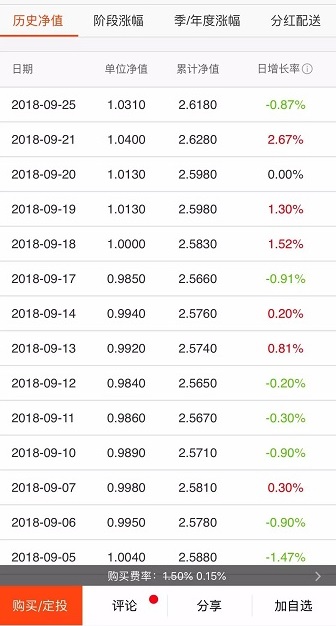 历史净值 阶段涨幅 季/年度涨幅 分红配送
日期 单位净值 累计净值 日增长率
2018-09-25 1.0310 2.6180 -0.87%
2018-09-21 1.0400 2.6280 2.67%
2018-09-20 1.0130 2.5980 0.00%
2018-09-19 1.0130 2.5980 1.30%
2018-09-18 1.0000 2.5830 1.52%
2018-09-17 0.9850 2.5660 -0.91%
2018-09-14 0.9940 2.5760 0.20%
2018-09-13 0.9920 2.5740 0.81%
2018-09-12 0.9840 2.5650 -0.20%
2018-09-11 0.9860 2.5670 -0.30%
2018-09-10 0.9890 2.5710 -0.90%
2018-09-07 0.9980 2.5810 0.30%
2018-09-06 0.9950 2.5780 -0.90%
2018-09-05 1.0040 2.5880 -1.47%
购买费率：1.50% 0.15%
购买/定投 评论 分享 加自选